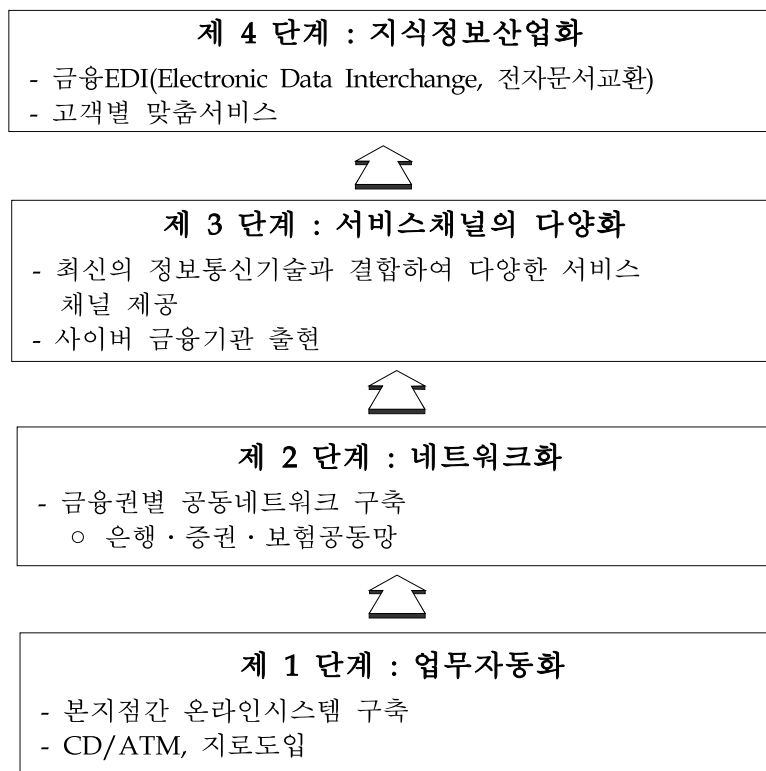 제 4 단계 : 지식정보산업화
- 금융EDI(Electronic Data Interchange, 전자문서교환)
- 고객별 맞춤서비스
제 3 단계 : 서비스채널의 다양화
- 최신의 정보통신기술과 결합하여 다양한 서비스
채널 제공
- 사이버 금융기관 출현
제 2 단계 : 네트워크화
- 금융권별 공동네트워크 구축
○ 은행·증권·보험공동망
제 1 단계 : 업무자동화
- 본지점간 온라인시스템 구축
- CD/ATM, 지로도입